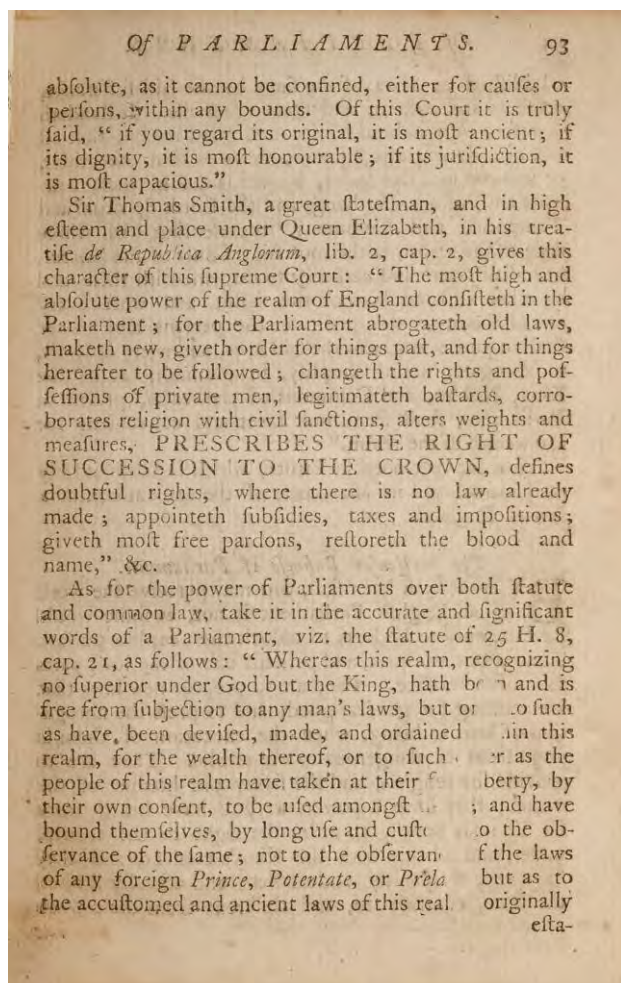 Of PARLIAMENTS. 93
abſolute, as it cannot be confined, either for cauſes or
perſons, within any bounds. Of this Court it is truly
ſaid, “ if you regard its original, it is moſt ancient; if
its dignity, it is moſt honourable; if its juriſdiction, it
is moſt capacious.”
Sir Thomas Smith, a great ſtateſman, and in high
eſteem and place under Queen Elizabeth, in his trea-
tiſe de Republica Anglorum, lib. 2, cap. 2, gives this
character of this ſupreme Court: “ The moſt high and
abſolute power of the realm of England conſiſteth in the
Parliament; for the Parliament abrogateth old laws,
maketh new, giveth order for things paſt, and for things
hereafter to be followed; changeth the rights and poſ-
ſeſſions of private men, legitimateth baſtards, corro-
borates religion with civil ſanctions, alters weights and
meaſures, PRESCRIBES THE RIGHT OF
SUCCESSION TO THE CROWN, defines
doubtful rights, where there is no law already
made; appointeth ſubſidies, taxes and impoſitions;
giveth moſt free pardons, reſtoreth the blood and
name,” &c.
As for the power of Parliaments over both ſtatute
and common law, take it in the accurate and ſignificant
words of a Parliament, viz. the ſtatute of 25 H. 8,
cap. 21, as follows: “ Whereas this realm, recognizing
no ſuperior under God but the King, hath and is
free from ſubjection to any man's laws, but ſuch
as have been deviſed, made, and ordained this
realm, for the wealth thereof, or to ſuch as the
people of this realm have taken at their by
their own conſent, to be uſed amongſt ; and have
bound themſelves, by long uſe and the ob-
ſervance of the ſame; not to the the laws
of any foreign Prince, Potentate, or but as to
the accuſtomed and ancient laws of this originally
eſta-